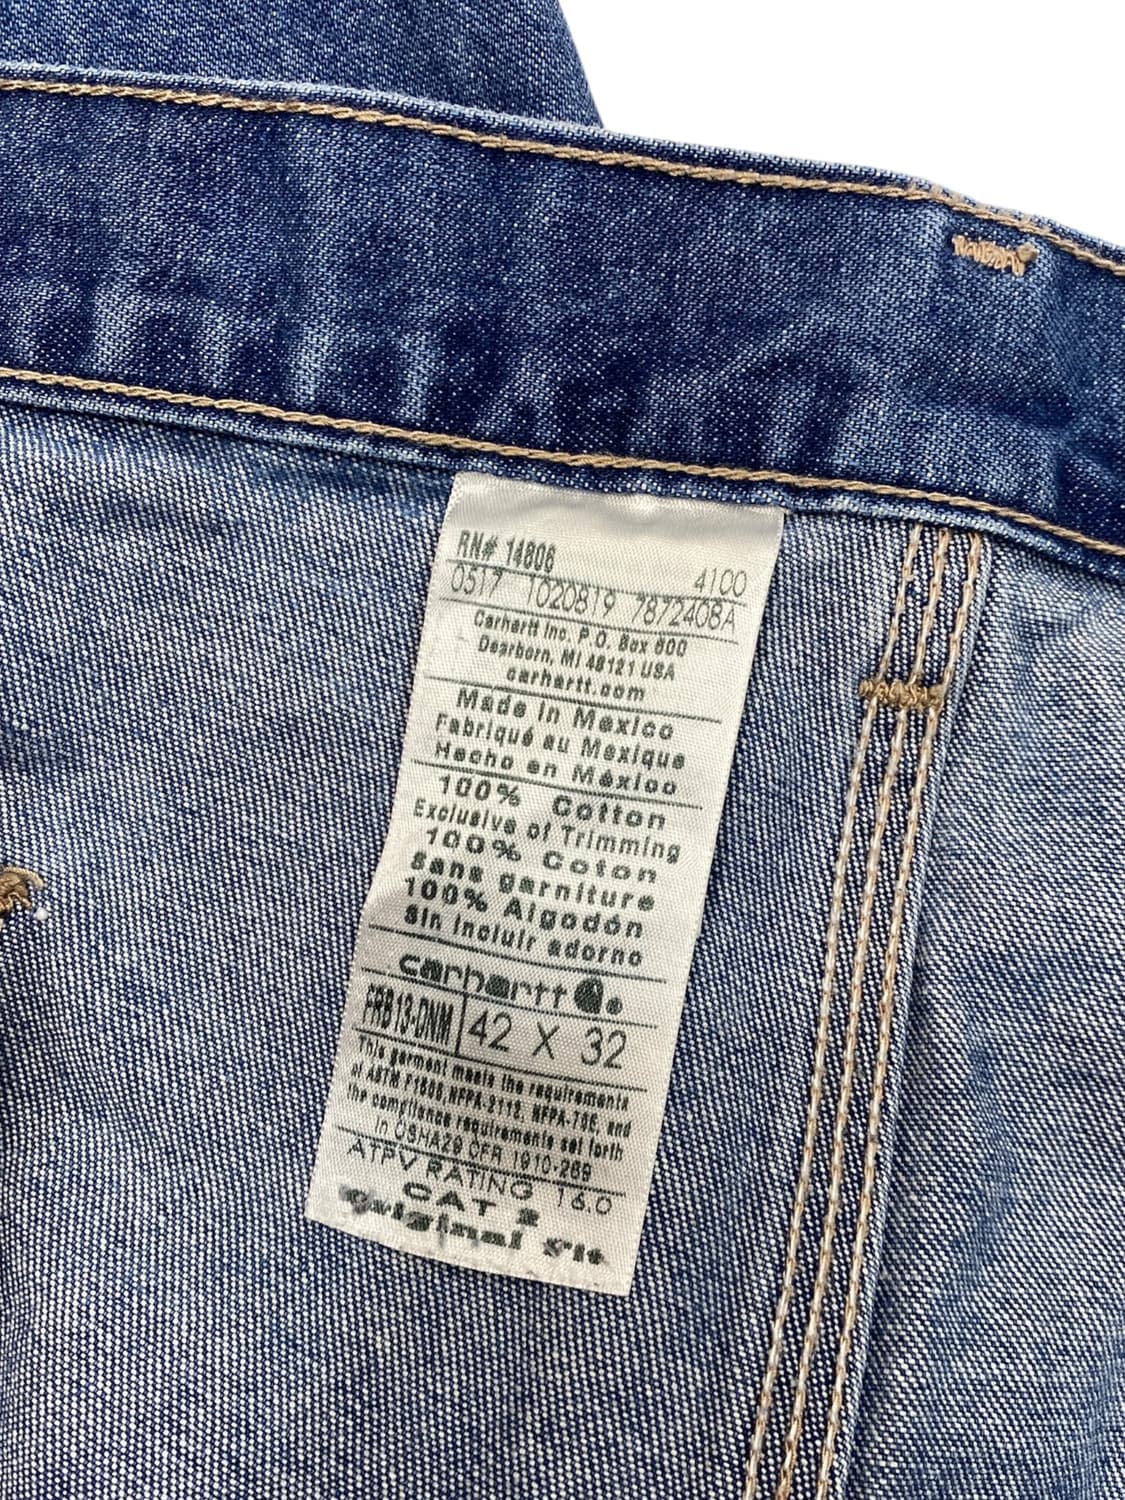 RN# 14806
4100
0517 1020819 7872408A
Carhartt Inc. P.O. Box 600
Dearborn, MI 48121 USA
carhartt.com
Made in Mexico
Fabriqué au Mexique
Hecho en México
100% Cotton
Exclusive of Trimming
100% Coton
Sans garniture
100% Algodón
Sin incluir adorno
carhartt
FRB13-DNM 42 X 32
This garment meets the requirements
of ASTM F1506, NFPA-2112, NFPA-70E, and
the compliance requirements set forth
in OSHA29 CFR 1910-269
ATPV RATING 16.0
CAT 2
Original Fit